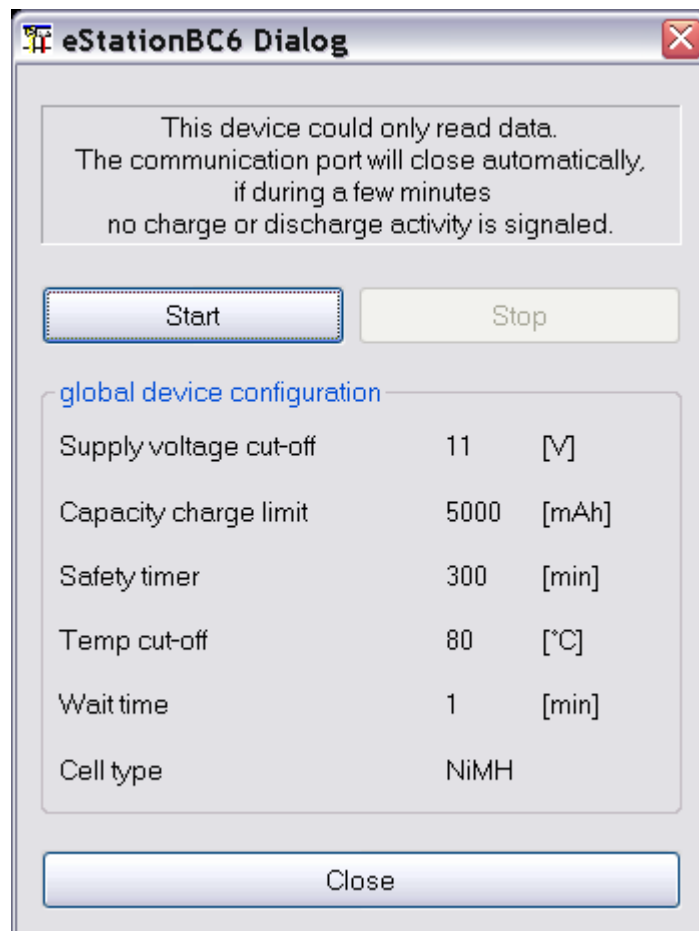 eStationBC6 Dialog
This device could only read data.
The communication port will close automatically,
if during a few minutes
no charge or discharge activity is signaled.
Start Stop
global device configuration
Supply voltage cut-off 11 [V]
Capacity charge limit 5000 [mAh]
Safety timer 300 [min]
Temp cut-off 80 [°C]
Wait time 1 [min]
Cell type NiMH
Close